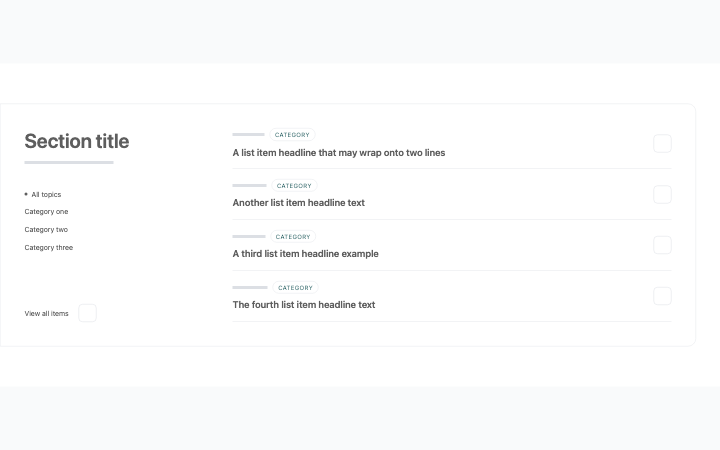 Section title
All topics
Category one
Category two
Category three
View all items
CATEGORY
A list item headline that may wrap onto two lines
CATEGORY
Another list item headline text
CATEGORY
A third list item headline example
CATEGORY
The fourth list item headline text